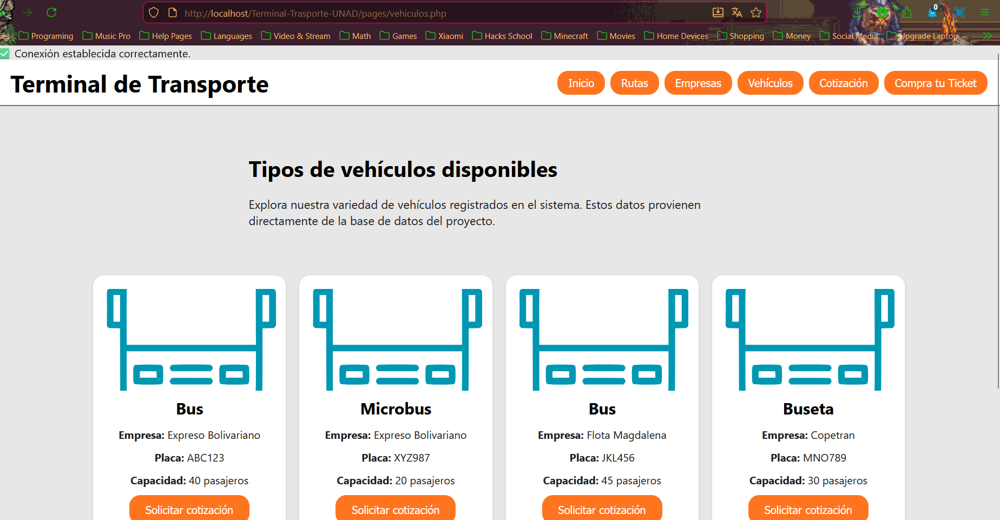 http://localhost/Terminal-Trasporte-UNAD/pages/vehiculos.php
0
ies Programing Music Pro Help Pages Languages Video & Stream Math Games Xiaomi Hacks School Minecraft Movies Home Devices Shopping Money Social Media Upgrade Laptop
Conexión establecida correctamente.
Terminal de Transporte
Inicio Rutas Empresas Vehículos Cotización Compra tu Ticket
Tipos de vehículos disponibles
Explora nuestra variedad de vehículos registrados en el sistema. Estos datos provienen
directamente de la base de datos del proyecto.
Bus
Empresa: Expreso Bolivariano
Placa: ABC123
Capacidad: 40 pasajeros
Solicitar cotización
Microbus
Empresa: Expreso Bolivariano
Placa: XYZ987
Capacidad: 20 pasajeros
Solicitar cotización
Bus
Empresa: Flota Magdalena
Placa: JKL456
Capacidad: 45 pasajeros
Solicitar cotización
Buseta
Empresa: Copetran
Placa: MNO789
Capacidad: 30 pasajeros
Solicitar cotización